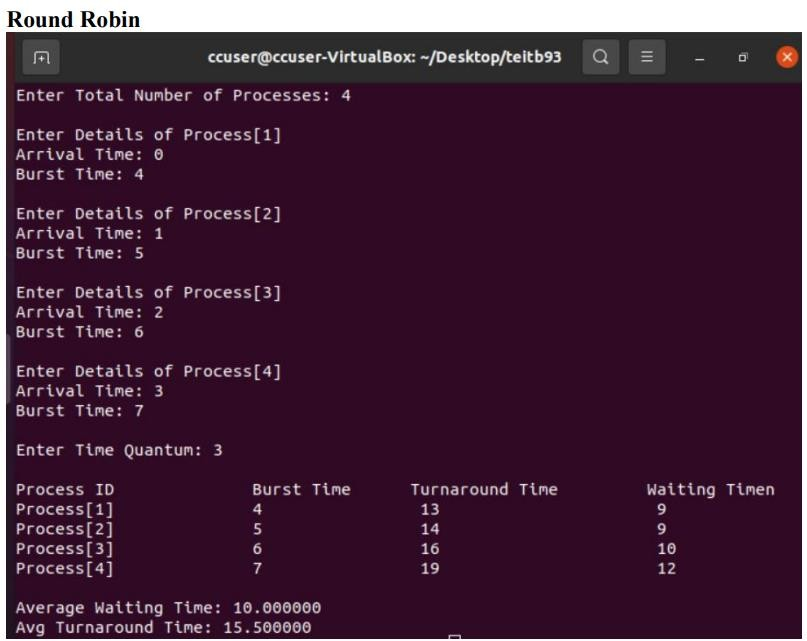 Round Robin
ccuser@ccuser-VirtualBox: ~/Desktop/teitb93
Enter Total Number of Processes: 4
Enter Details of Process[1]
Arrival Time: 0
Burst Time: 4
Enter Details of Process[2]
Arrival Time: 1
Burst Time: 5
Enter Details of Process[3]
Arrival Time: 2
Burst Time: 6
Enter Details of Process[4]
Arrival Time: 3
Burst Time: 7
Enter Time Quantum: 3
Process ID Burst Time Turnaround Time Waiting Timen
Process[1] 4 13 9
Process[2] 5 14 9
Process[3] 6 16 10
Process[4] 7 19 12
Average Waiting Time: 10.000000
Avg Turnaround Time: 15.500000